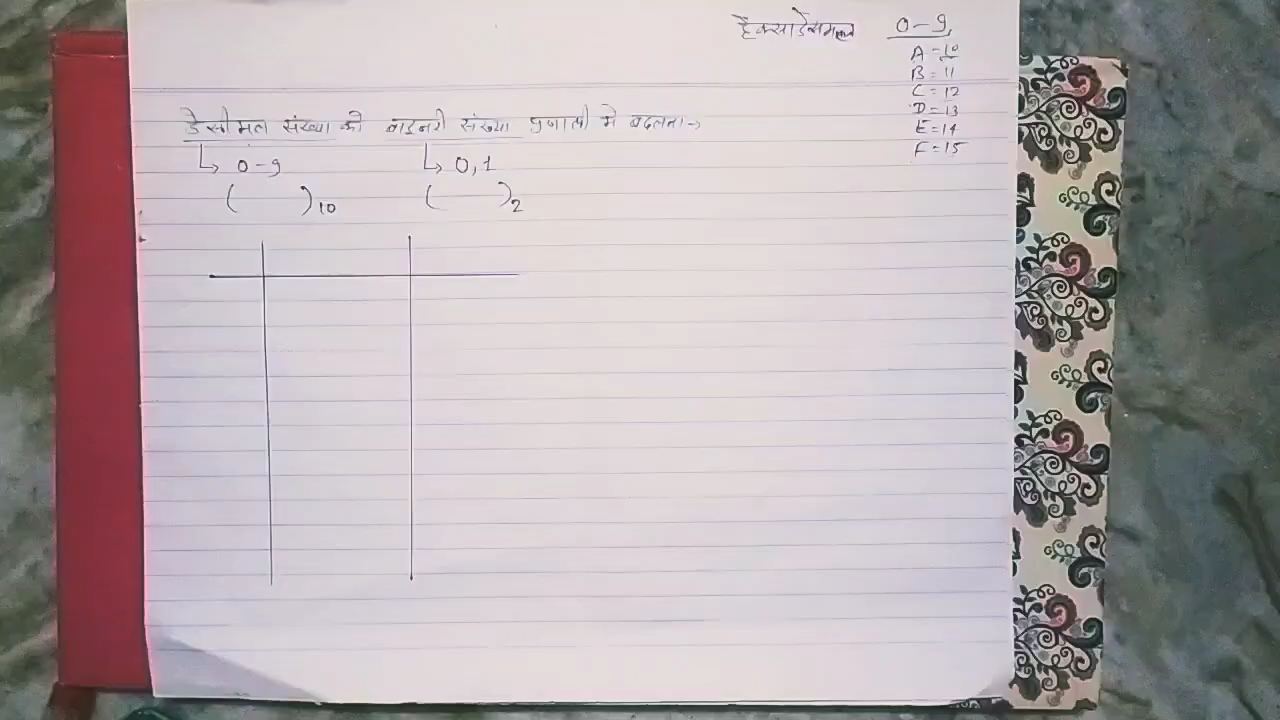 हैक्साडेसीमल 0-9,
A = 10
B = 11
C = 12
D = 13
E = 14
F = 15
डेसीमल संख्या को बाइनरी संख्या प्रणाली मे बदलना→
↳ 0-9 ↳ 0,1
( )10 ( )2